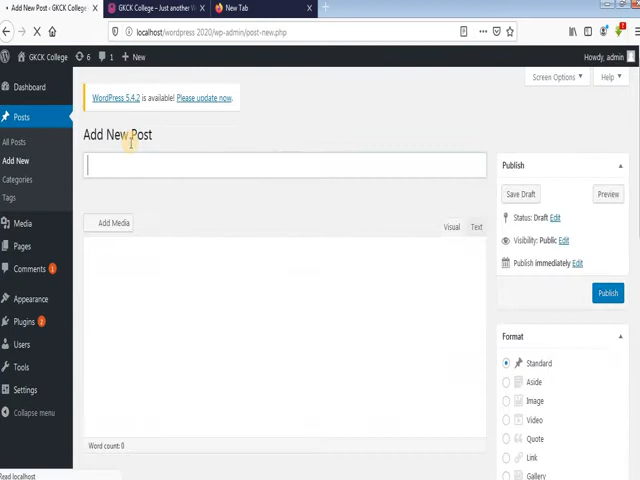 Add New Post ‹ GKCK College -
GKCK College – Just another W
New Tab
localhost/wordpress 2020/wp-admin/post-new.php
GKCK College
6
1
New
Howdy, admin
Dashboard
Screen Options
Help
WordPress 5.4.2 is available! Please update now.
Posts
Add New Post
All Posts
Add New
Categories
Tags
Publish
Save Draft
Preview
Status: Draft Edit
Visibility: Public Edit
Publish immediately Edit
Publish
Add Media
Visual
Text
Media
Pages
Comments 1
Appearance
Plugins 2
Users
Tools
Settings
Collapse menu
Format
Standard
Aside
Image
Video
Quote
Link
Gallery
Word count: 0
Read localhost